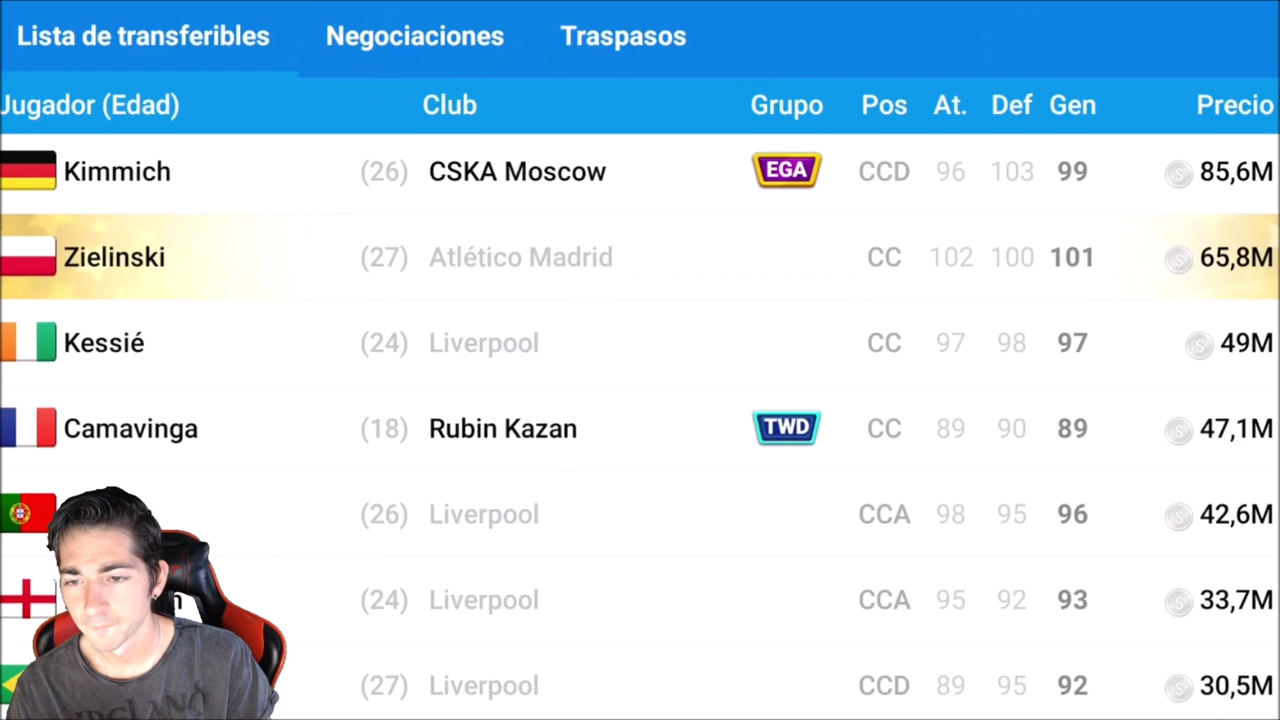 Lista de transferibles Negociaciones Traspasos
Jugador (Edad) Club Grupo Pos At. Def Gen Precio
Kimmich (26) CSKA Moscow EGA CCD 96 103 99 85,6M
Zielinski (27) Atlético Madrid CC 102 100 101 65,8M
Kessié (24) Liverpool CC 97 98 97 49M
Camavinga (18) Rubin Kazan TWD CC 89 90 89 47,1M
(26) Liverpool CCA 98 95 96 42,6M
(24) Liverpool CCA 95 92 93 33,7M
(27) Liverpool CCD 89 95 92 30,5M